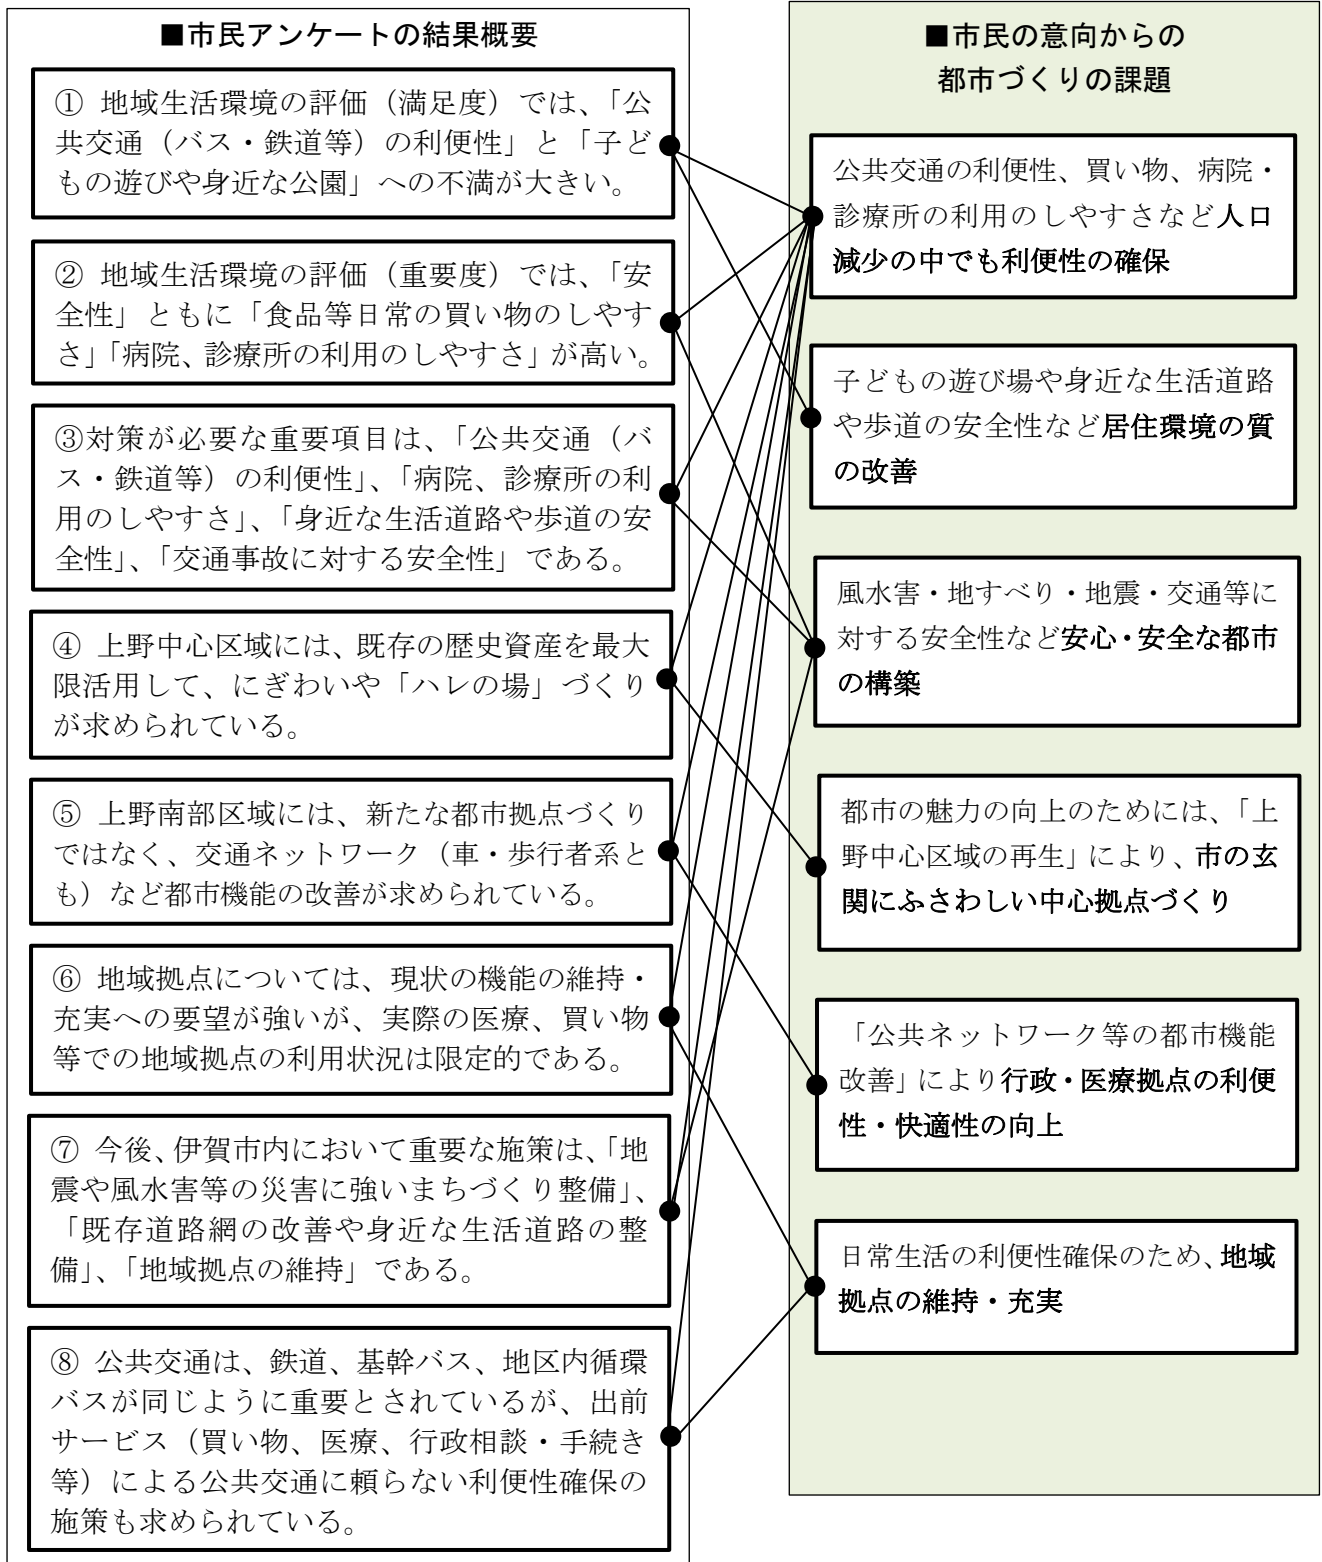 ■市民アンケートの結果概要
① 地域生活環境の評価（満足度）では、「公
共交通（バス・鉄道等）の利便性」と「子ど
もの遊びや身近な公園」への不満が大きい。
② 地域生活環境の評価（重要度）では、「安
全性」ともに「食品等日常の買い物のしやす
さ」「病院、診療所の利用のしやすさ」が高い。
③対策が必要な重要項目は、「公共交通（バ
ス・鉄道等）の利便性」、「病院、診療所の利
用のしやすさ」、「身近な生活道路や歩道の安
全性」、「交通事故に対する安全性」である。
④ 上野中心区域には、既存の歴史資産を最大
限活用して、にぎわいや「ハレの場」づくり
が求められている。
⑤ 上野南部区域には、新たな都市拠点づくり
ではなく、交通ネットワーク（車・歩行者系と
も）など都市機能の改善が求められている。
⑥ 地域拠点については、現状の機能の維持・
充実への要望が強いが、実際の医療、買い物
等での地域拠点の利用状況は限定的である。
⑦ 今後、伊賀市内において重要な施策は、「地
震や風水害等の災害に強いまちづくり整備」、
「既存道路網の改善や身近な生活道路の整
備」、「地域拠点の維持」である。
⑧ 公共交通は、鉄道、基幹バス、地区内循環
バスが同じように重要とされているが、出前
サービス（買い物、医療、行政相談・手続き
等）による公共交通に頼らない利便性確保の
施策も求められている。
■市民の意向からの
都市づくりの課題
公共交通の利便性、買い物、病院・
診療所の利用のしやすさなど人口
減少の中でも利便性の確保
子どもの遊び場や身近な生活道路
や歩道の安全性など居住環境の質
の改善
風水害・地すべり・地震・交通等に
対する安全性など安心・安全な都市
の構築
都市の魅力の向上のためには、「上
野中心区域の再生」により、市の玄
関にふさわしい中心拠点づくり
「公共ネットワーク等の都市機能
改善」により行政・医療拠点の利便
性・快適性の向上
日常生活の利便性確保のため、地域
拠点の維持・充実